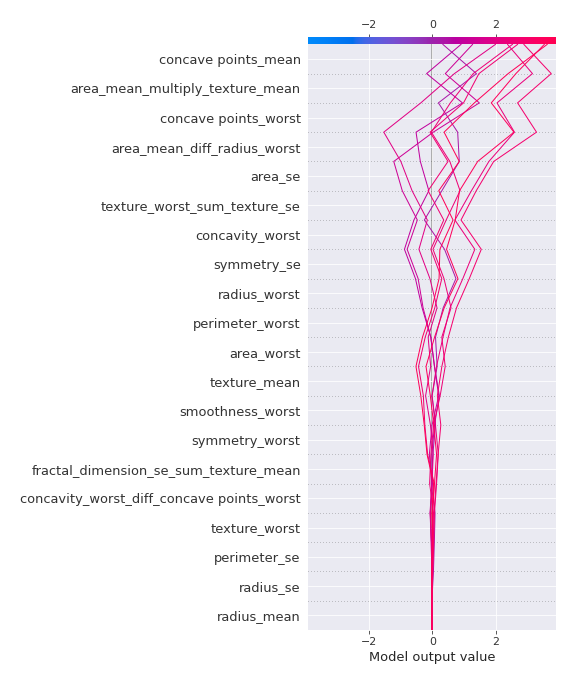 −2 0 2
concave points_mean
area_mean_multiply_texture_mean
concave points_worst
area_mean_diff_radius_worst
area_se
texture_worst_sum_texture_se
concavity_worst
symmetry_se
radius_worst
perimeter_worst
area_worst
texture_mean
smoothness_worst
symmetry_worst
fractal_dimension_se_sum_texture_mean
concavity_worst_diff_concave points_worst
texture_worst
perimeter_se
radius_se
radius_mean
−2 0 2
Model output value